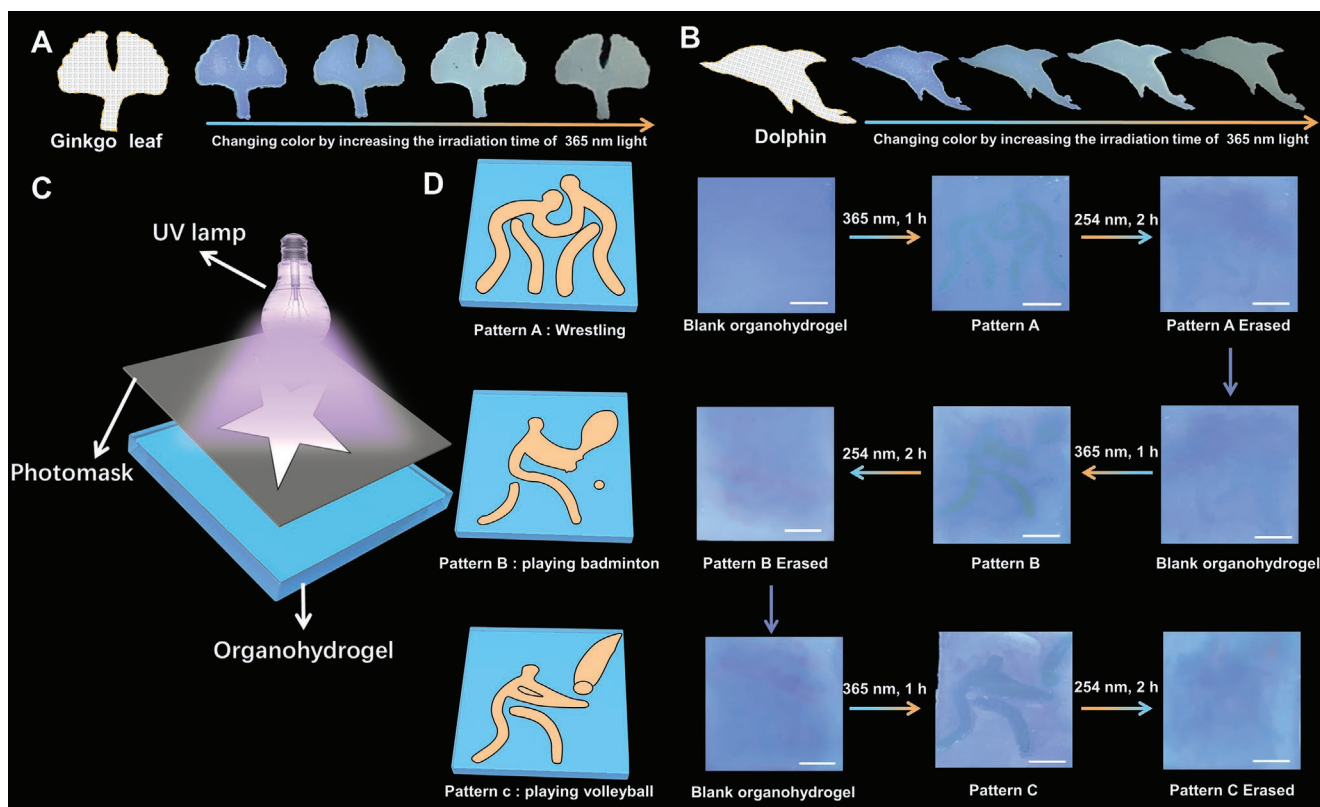 A
Ginkgo leaf
Changing color by increasing the irradiation time of 365 nm light
B
Dolphin
Changing color by increasing the irradiation time of 365 nm light
C
UV lamp
Photomask
Organohydrogel
D
Pattern A : Wrestling
Blank organohydrogel
365 nm, 1 h
Pattern A
254 nm, 2 h
Pattern A Erased
Pattern B : playing badminton
Pattern B Erased
254 nm, 2 h
Pattern B
365 nm, 1 h
Blank organohydrogel
Pattern c : playing volleyball
Blank organohydrogel
365 nm, 1 h
Pattern C
254 nm, 2 h
Pattern C Erased